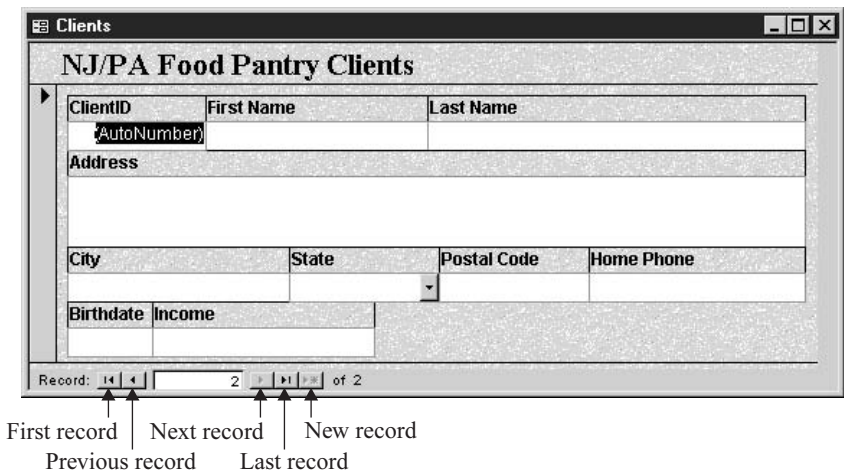 Clients
NJ/PA Food Pantry Clients
ClientID First Name Last Name
(AutoNumber)
Address
City State Postal Code Home Phone
Birthdate Income
Record: 2 of 2
First record Next record New record
Previous record Last record